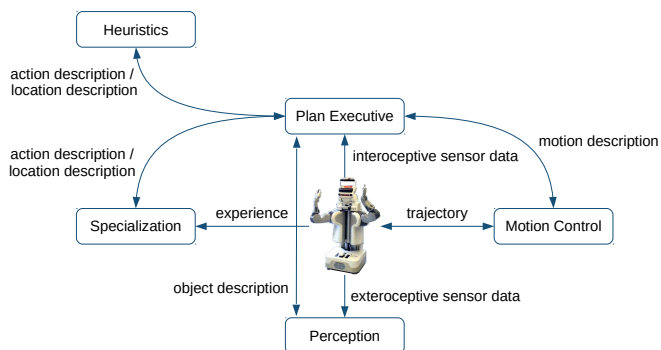 Heuristics
action description /
location description
Plan Executive
motion description
interoceptive sensor data
action description /
location description
Specialization
experience
trajectory
Motion Control
object description
exteroceptive sensor data
Perception